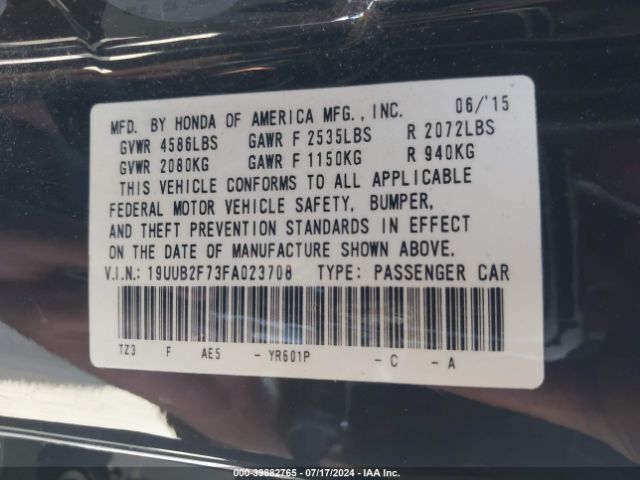 MFD. BY HONDA OF AMERICA MFG., INC. 06/'15
GVWR 4586LBS GAWR F 2535LBS R 2072LBS
GVWR 2080KG GAWR F 1150KG R 940KG
THIS VEHICLE CONFORMS TO ALL APPLICABLE
FEDERAL MOTOR VEHICLE SAFETY, BUMPER,
AND THEFT PREVENTION STANDARDS IN EFFECT
ON THE DATE OF MANUFACTURE SHOWN ABOVE.
V.I.N.: 19UUB2F73FA023708 TYPE: PASSENGER CAR
TZ3 F AE5 - YR601P - C - A
000-39882765 - 07/17/2024 - IAA Inc.